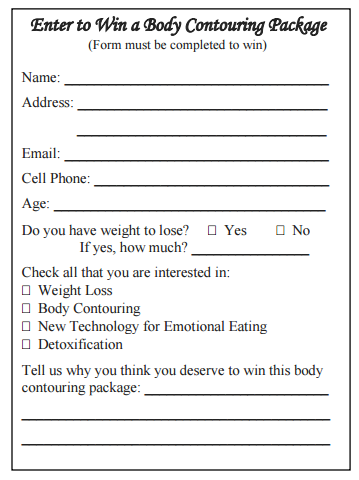 Enter to Win a Body Contouring Package
(Form must be completed to win)
Name:
Address:
Email:
Cell Phone:
Age:
Do you have weight to lose? □ Yes □ No
If yes, how much?
Check all that you are interested in:
□ Weight Loss
□ Body Contouring
□ New Technology for Emotional Eating
□ Detoxification
Tell us why you think you deserve to win this body
contouring package: